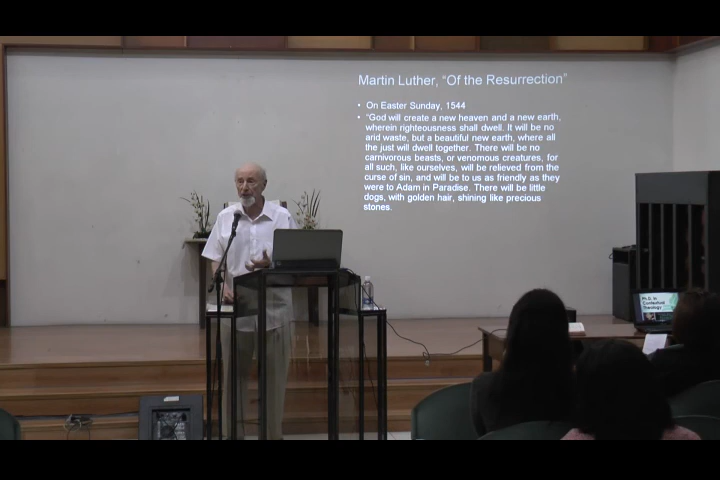 Martin Luther, "Of the Resurrection"
• On Easter Sunday, 1544
• "God will create a new heaven and a new earth,
wherein righteousness shall dwell. It will be no
arid waste, but a beautiful new earth, where all
the just will dwell together. There will be no
carnivorous beasts, or venomous creatures, for
all such, like ourselves, will be relieved from the
curse of sin, and will be to us as friendly as they
were to Adam in Paradise. There will be little
dogs, with golden hair, shining like precious
stones.
Ph.D. in
Contextual
Theology